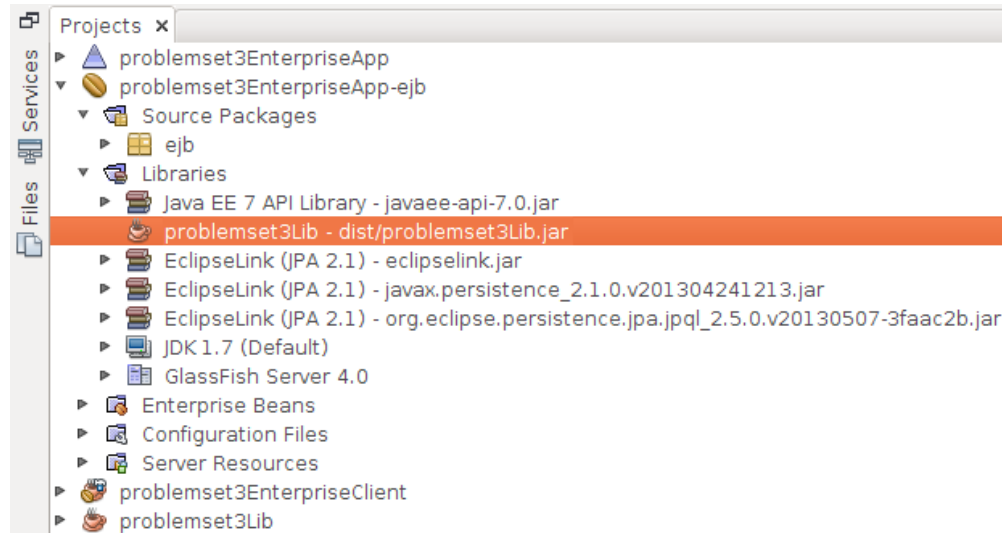 Projects
Services
Files
problemset3EnterpriseApp
problemset3EnterpriseApp-ejb
Source Packages
ejb
Libraries
Java EE 7 API Library - javaee-api-7.0.jar
problemset3Lib - dist/problemset3Lib.jar
EclipseLink (JPA 2.1) - eclipselink.jar
EclipseLink (JPA 2.1) - javax.persistence_2.1.0.v201304241213.jar
EclipseLink (JPA 2.1) - org.eclipse.persistence.jpa.jpql_2.5.0.v20130507-3faac2b.jar
JDK 1.7 (Default)
GlassFish Server 4.0
Enterprise Beans
Configuration Files
Server Resources
problemset3EnterpriseClient
problemset3Lib